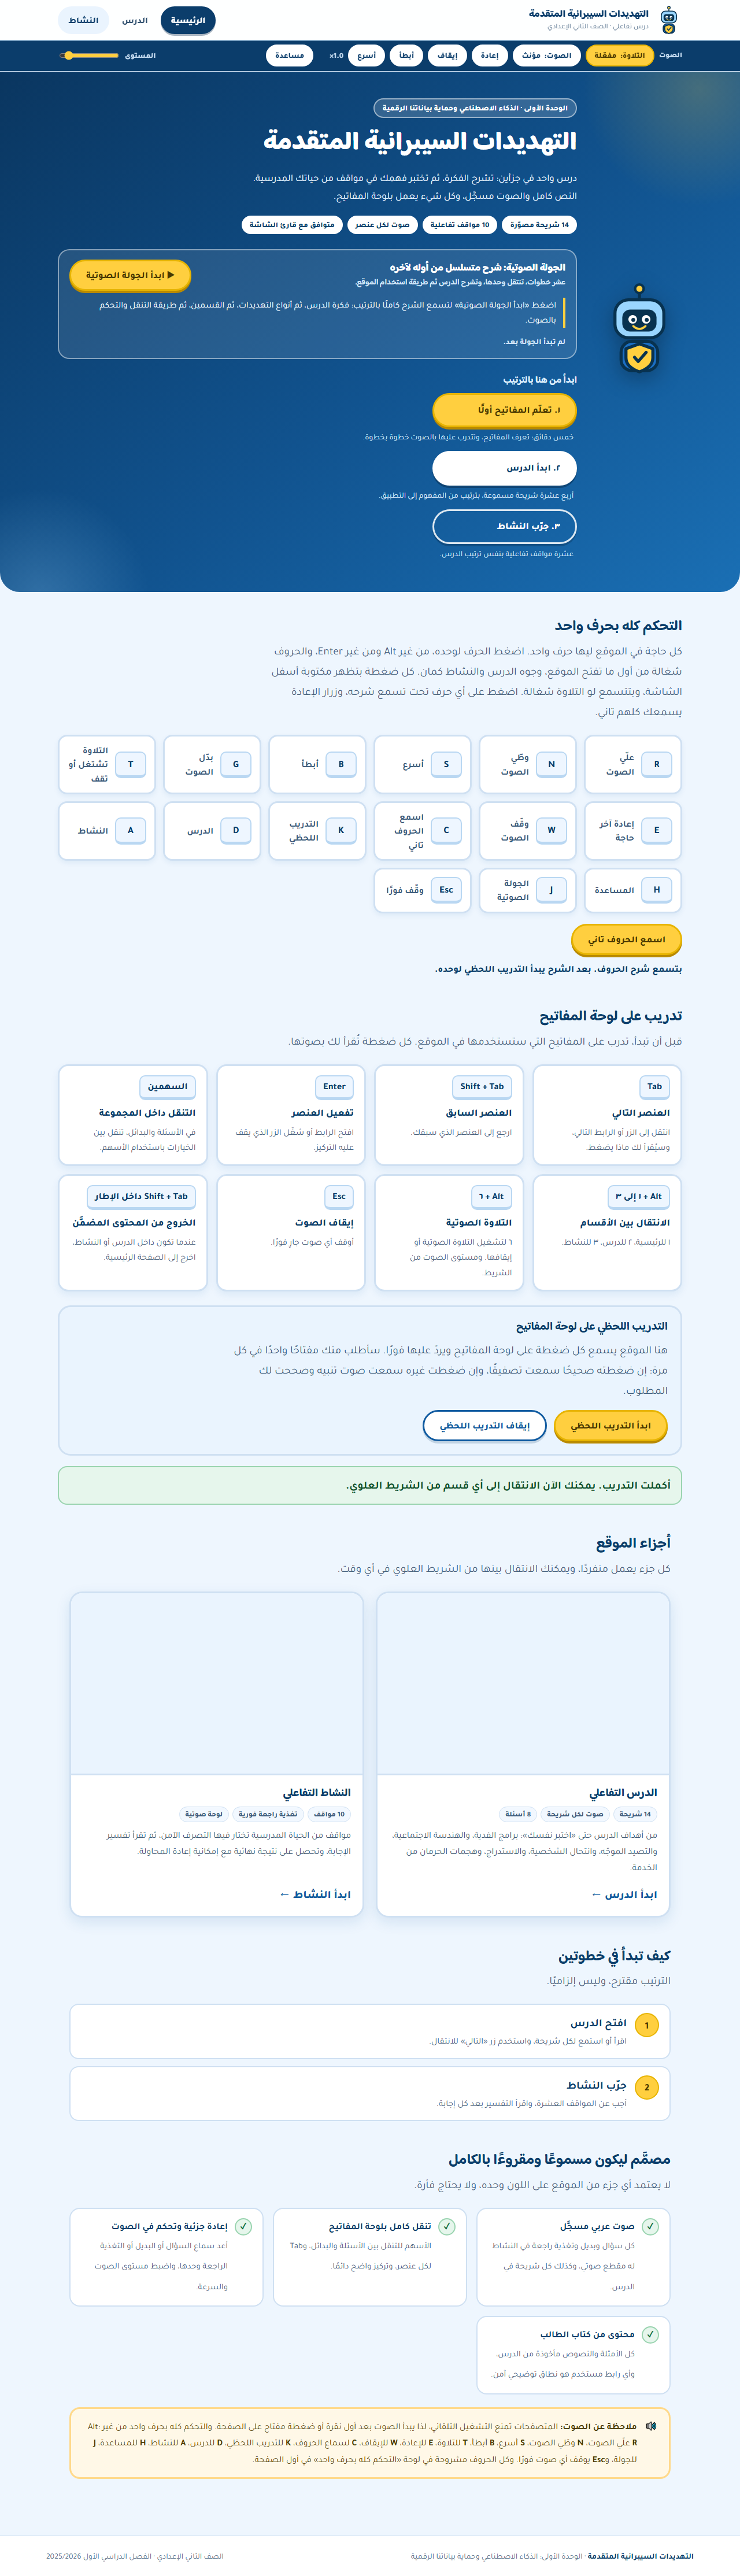 التهديدات السيبرانية المتقدمة
درس تفاعلي · الصف الثاني الإعدادي
الرئيسية
الدرس
النشاط
الصوت
التلاوة: مفعّلة
الصوت: مؤنث
إعادة
إيقاف
أبطأ
أسرع
×1.0
مساعدة
المستوى
الوحدة الأولى · الذكاء الاصطناعي وحماية بياناتنا الرقمية
التهديدات السيبرانية المتقدمة
درس واحد في جزأين: تشرح الفكرة، ثم تختبر فهمك في مواقف من حياتك المدرسية.
النص كامل والصوت مسجّل، وكل شيء يعمل بلوحة المفاتيح.
14 شريحة مصوّرة
10 مواقف تفاعلية
صوت لكل عنصر
متوافق مع قارئ الشاشة
الجولة الصوتية: شرح متسلسل من أوله لآخره
عشر خطوات، تتنقل وحدها، وتشرح الدرس ثم طريقة استخدام الموقع.
▶ ابدأ الجولة الصوتية
اضغط «ابدأ الجولة الصوتية» لتسمع الشرح كاملًا بالترتيب: فكرة الدرس، ثم أنواع التهديدات، ثم القسمين، ثم طريقة التنقل والتحكم
بالصوت.
لم تبدأ الجولة بعد.
ابدأ من هنا بالترتيب
١. تعلّم المفاتيح أولًا
خمس دقائق: تعرف المفاتيح، وتتدرب عليها بالصوت خطوة بخطوة.
٢. ابدأ الدرس
أربع عشرة شريحة مسموعة، بترتيب من المفهوم إلى التطبيق.
٣. جرّب النشاط
عشرة مواقف تفاعلية بنفس ترتيب الدرس.
التحكم كله بحرف واحد
كل حاجة في الموقع ليها حرف واحد. اضغط الحرف لوحده، من غير Alt ومن غير Enter، والحروف
شغالة من أول ما تفتح الموقع، وجوه الدرس والنشاط كمان. كل ضغطة بتظهر مكتوبة أسفل
الشاشة، وبتتسمع لو التلاوة شغالة. اضغط على أي حرف تحت تسمع شرحه، وزرار الإعادة
يسمعك كلهم تاني.
R
علّي الصوت
N
وطّي الصوت
S
أسرع
B
أبطأ
G
بدّل الصوت
T
التلاوة تشتغل أو تقف
E
إعادة آخر حاجة
W
وقّف الصوت
C
اسمع الحروف تاني
K
التدريب اللحظي
D
الدرس
A
النشاط
H
المساعدة
J
الجولة الصوتية
Esc
وقّف فورًا
اسمع الحروف تاني
بتسمع شرح الحروف. بعد الشرح يبدأ التدريب اللحظي لوحده.
تدريب على لوحة المفاتيح
قبل أن تبدأ، تدرب على المفاتيح التي ستستخدمها في الموقع. كل ضغطة تُقرأ لك بصوتها.
Tab
العنصر التالي
انتقل إلى الزر أو الرابط التالي،
وسيُقرأ لك ماذا يضغط.
Shift + Tab
العنصر السابق
ارجع إلى العنصر الذي سبقك.
Enter
تفعيل العنصر
افتح الرابط أو شغّل الزر الذي يقف
عليه التركيز.
السهمين
التنقل داخل المجموعة
في الأسئلة والبدائل، تنقل بين
الخيارات باستخدام الأسهم.
Alt + ١ إلى ٣
الانتقال بين الأقسام
١ للرئيسية، ٢ للدرس، ٣ للنشاط.
Alt + ٦
التلاوة الصوتية
٦ لتشغيل التلاوة الصوتية أو
إيقافها. ومستوى الصوت من
الشريط.
Esc
إيقاف الصوت
أوقف أي صوت جارٍ فورًا.
Shift + Tab داخل الإطار
الخروج من المحتوى المضمَّن
عندما تكون داخل الدرس أو النشاط،
اخرج إلى الصفحة الرئيسية.
التدريب اللحظي على لوحة المفاتيح
هنا الموقع يسمع كل ضغطة على لوحة المفاتيح ويردّ عليها فورًا. سأطلب منك مفتاحًا واحدًا في كل
مرة: إن ضغطته صحيحًا سمعت تصفيقًا، وإن ضغطت غيره سمعت صوت تنبيه وصححت لك
المطلوب.
ابدأ التدريب اللحظي
إيقاف التدريب اللحظي
أكملت التدريب. يمكنك الآن الانتقال إلى أي قسم من الشريط العلوي.
أجزاء الموقع
كل جزء يعمل منفردًا، ويمكنك الانتقال بينها من الشريط العلوي في أي وقت.
الدرس التفاعلي
14 شريحة
صوت لكل شريحة
8 أسئلة
من أهداف الدرس حتى «اختبر نفسك»: برامج الفدية، والهندسة الاجتماعية،
والتصيد الموجّه، وانتحال الشخصية، والاستدراج، وهجمات الحرمان من
الخدمة.
ابدأ الدرس ←
النشاط التفاعلي
10 مواقف
تغذية راجعة فورية
لوحة صوتية
مواقف من الحياة المدرسية تختار فيها التصرف الآمن، ثم تقرأ تفسير
الإجابة، وتحصل على نتيجة نهائية مع إمكانية إعادة المحاولة.
ابدأ النشاط ←
كيف تبدأ في خطوتين
الترتيب مقترح، وليس إلزاميًا.
1
افتح الدرس
اقرأ أو استمع لكل شريحة، واستخدم زر «التالي» للانتقال.
2
جرّب النشاط
أجب عن المواقف العشرة، واقرأ التفسير بعد كل إجابة.
مصمَّم ليكون مسموعًا ومقروءًا بالكامل
لا يعتمد أي جزء من الموقع على اللون وحده، ولا يحتاج فأرة.
✓
صوت عربي مسجَّل
كل سؤال وبديل وتغذية راجعة في النشاط
له مقطع صوتي، وكذلك كل شريحة في
الدرس.
✓
تنقل كامل بلوحة المفاتيح
الأسهم للتنقل بين الأسئلة والبدائل، وTab
لكل عنصر، وتركيز واضح دائمًا.
✓
إعادة جزئية وتحكم في الصوت
أعد سماع السؤال أو البديل أو التغذية
الراجعة وحدها، واضبط مستوى الصوت
والسرعة.
✓
محتوى من كتاب الطالب
كل الأمثلة والنصوص مأخوذة من الدرس،
وأي رابط مستخدم هو نطاق توضيحي آمن.
ملاحظة عن الصوت: المتصفحات تمنع التشغيل التلقائي، لذا يبدأ الصوت بعد أول نقرة أو ضغطة مفتاح على الصفحة. والتحكم كله بحرف واحد من غير Alt:
R علّي الصوت، N وطّي الصوت، S أسرع، B أبطأ، T للتلاوة، E للإعادة، W للإيقاف، C لسماع الحروف، K للتدريب اللحظي، D للدرس، A للنشاط، H للمساعدة، J
للجولة، وEsc يوقف أي صوت فورًا. وكل الحروف مشروحة في لوحة «التحكم كله بحرف واحد» في أول الصفحة.
التهديدات السيبرانية المتقدمة · الوحدة الأولى: الذكاء الاصطناعي وحماية بياناتنا الرقمية
الصف الثاني الإعدادي · الفصل الدراسي الأول 2025/2026